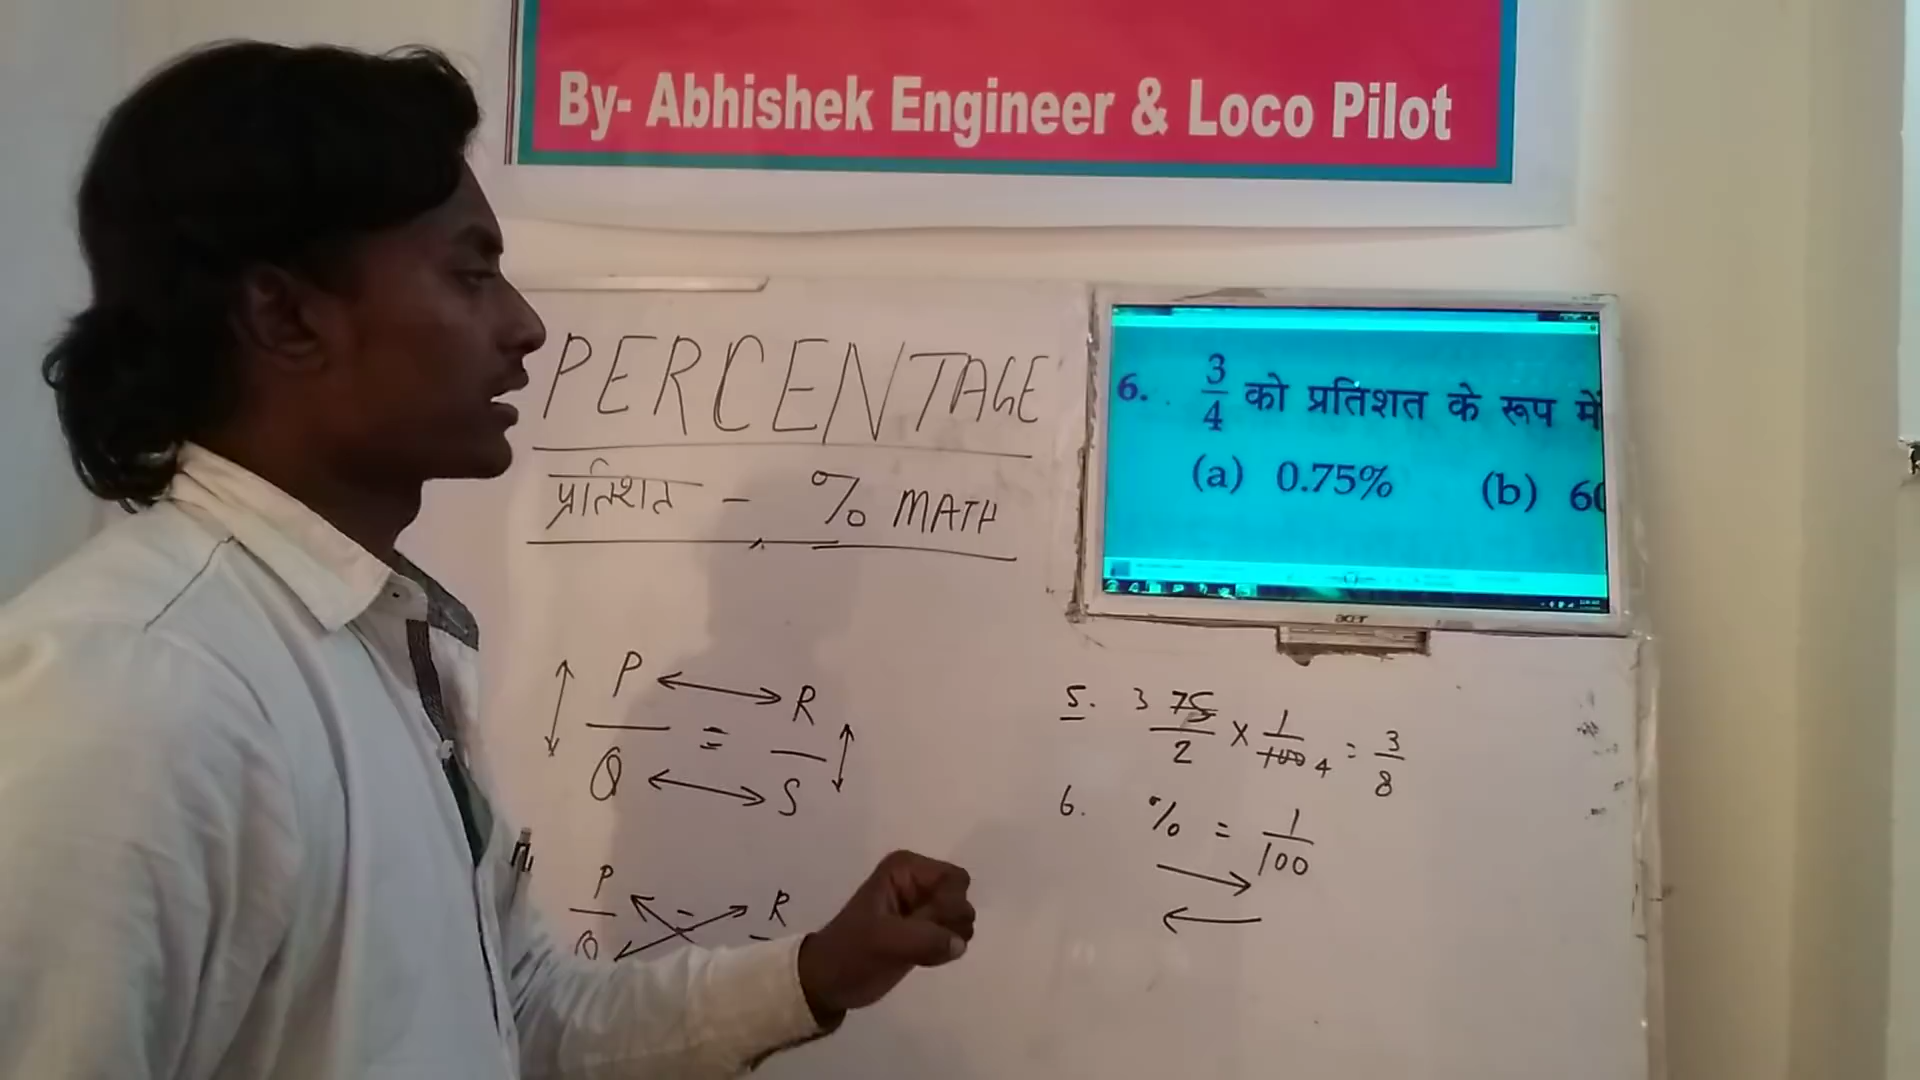 By- Abhishek Engineer & Loco Pilot
PERCENTAGE
प्रतिशत - % MATH
6. 3/4 को प्रतिशत के रूप में
(a) 0.75% (b) 60
acer
P ↔ R
— = —
Q ↔ S
P = R
Q
5. 3 75/2 × 1/100 4 = 3/8
6. % = 1/100